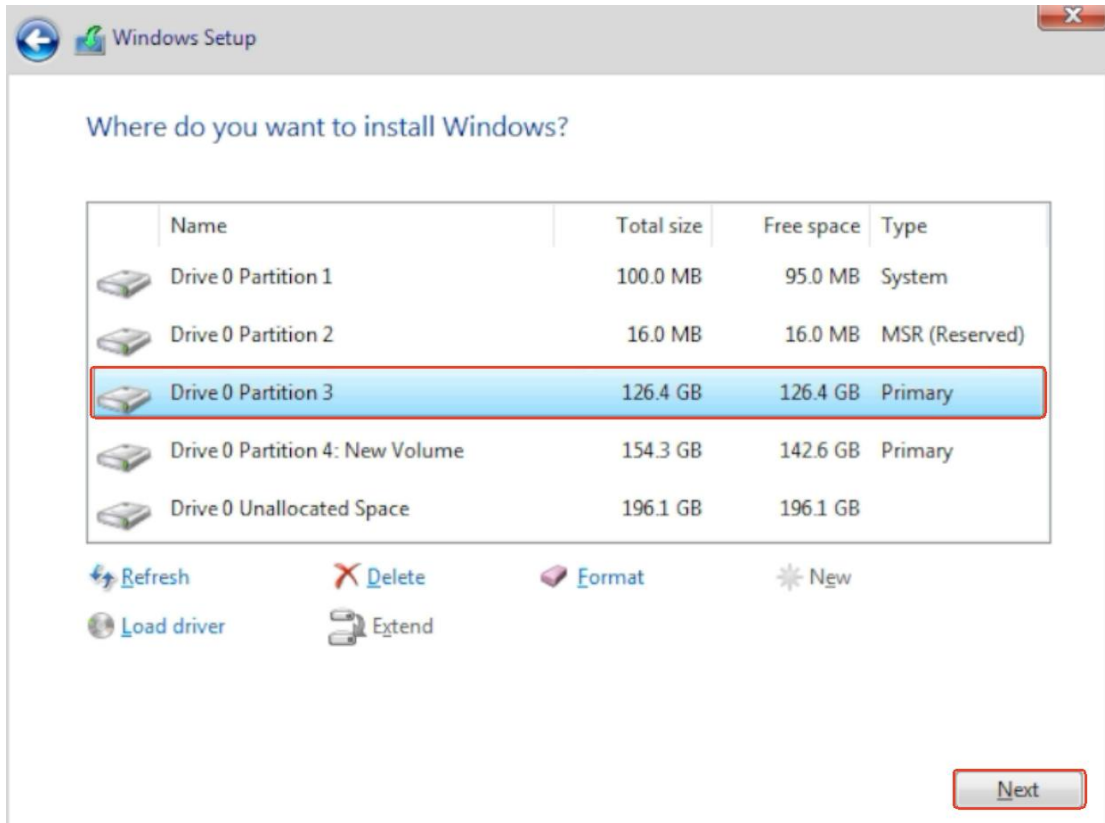 Windows Setup
X
Where do you want to install Windows?
Name Total size Free space Type
Drive 0 Partition 1 100.0 MB 95.0 MB System
Drive 0 Partition 2 16.0 MB 16.0 MB MSR (Reserved)
Drive 0 Partition 3 126.4 GB 126.4 GB Primary
Drive 0 Partition 4: New Volume 154.3 GB 142.6 GB Primary
Drive 0 Unallocated Space 196.1 GB 196.1 GB
Refresh Delete Format New
Load driver Extend
Next